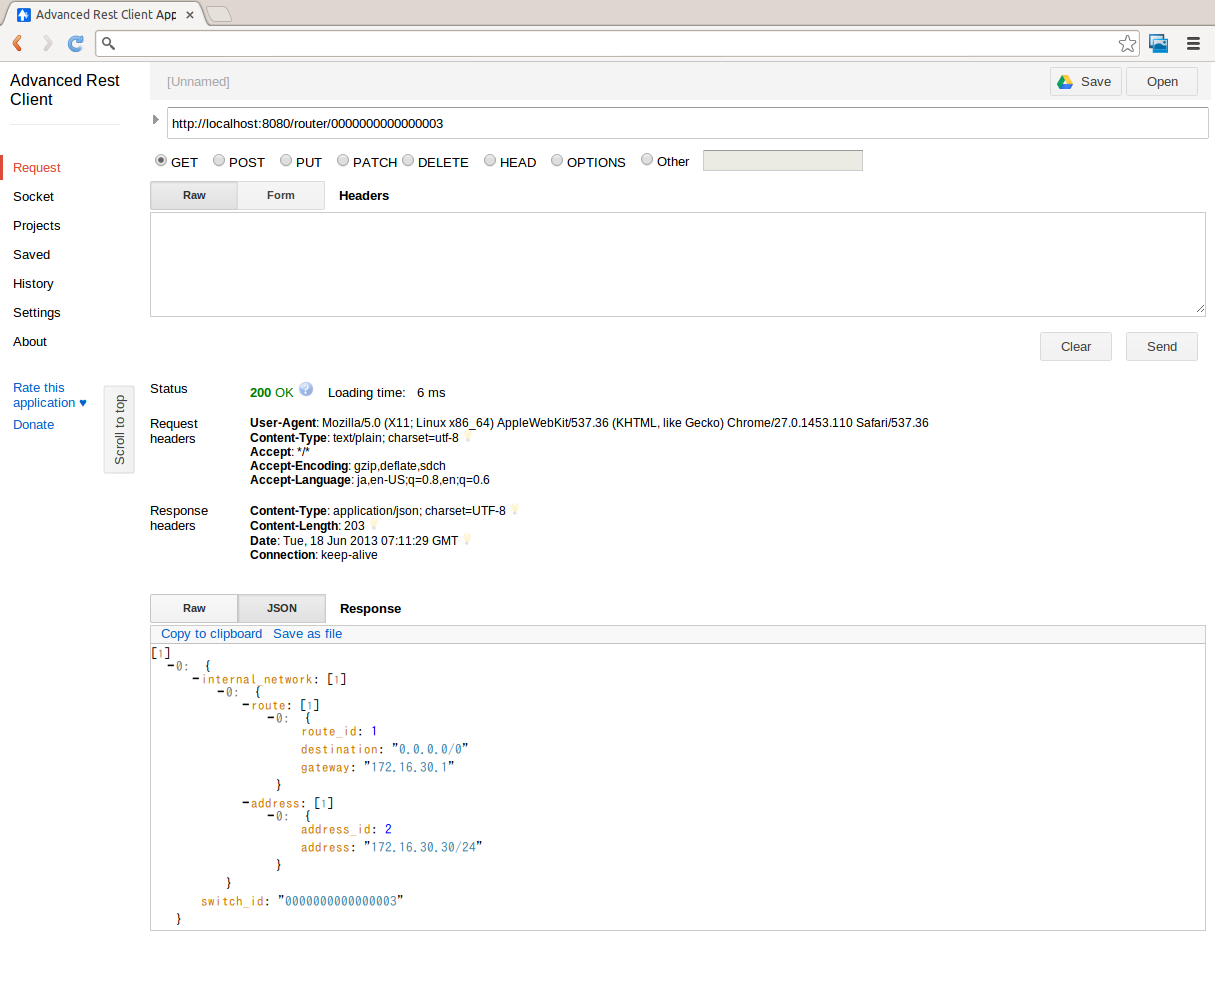 Advanced Rest Client App
Advanced Rest
Client
[Unnamed]
Save
Open
http://localhost:8080/router/0000000000000003
GET POST PUT PATCH DELETE HEAD OPTIONS Other
Raw Form Headers
Request
Socket
Projects
Saved
History
Settings
About
Rate this
application ♥
Donate
Scroll to top
Clear
Send
Status 200 OK ? Loading time: 6 ms
Request
headers
User-Agent: Mozilla/5.0 (X11; Linux x86_64) AppleWebKit/537.36 (KHTML, like Gecko) Chrome/27.0.1453.110 Safari/537.36
Content-Type: text/plain; charset=utf-8
Accept: */*
Accept-Encoding: gzip,deflate,sdch
Accept-Language: ja,en-US;q=0.8,en;q=0.6
Response
headers
Content-Type: application/json; charset=UTF-8
Content-Length: 203
Date: Tue, 18 Jun 2013 07:11:29 GMT
Connection: keep-alive
Raw JSON Response
Copy to clipboard Save as file
[1]
-0: {
-internal_network: [1]
-0: {
-route: [1]
-0: {
route_id: 1
destination: "0.0.0.0/0"
gateway: "172.16.30.1"
}
-address: [1]
-0: {
address_id: 2
address: "172.16.30.30/24"
}
}
switch_id: "0000000000000003"
}